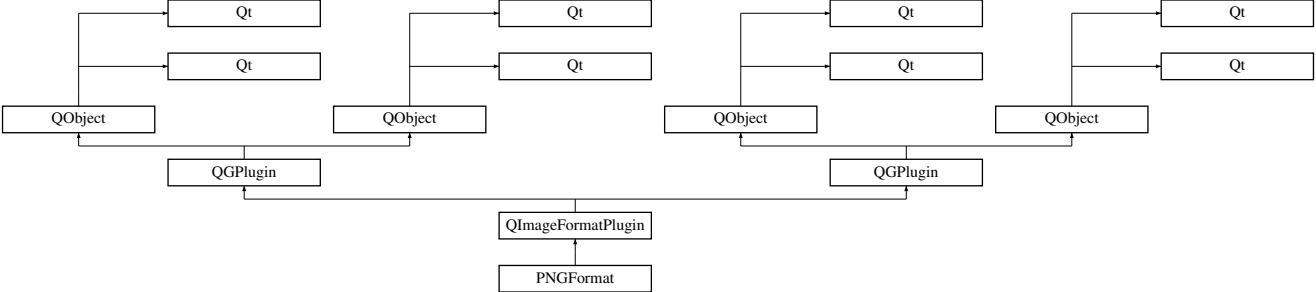 Qt Qt Qt Qt
Qt Qt Qt Qt
QObject QObject QObject QObject
QGPlugin QGPlugin
QImageFormatPlugin
PNGFormat